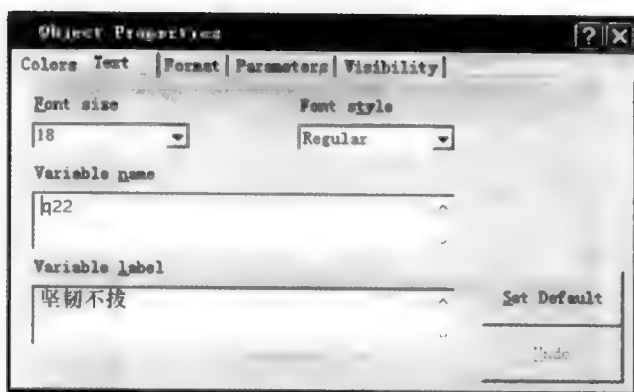 Object Properties
Colors Text Format Parameters Visibility
Font size Font style
18 Regular
Variable name
q22
Variable label
坚韧不拔
Set Default
Undo